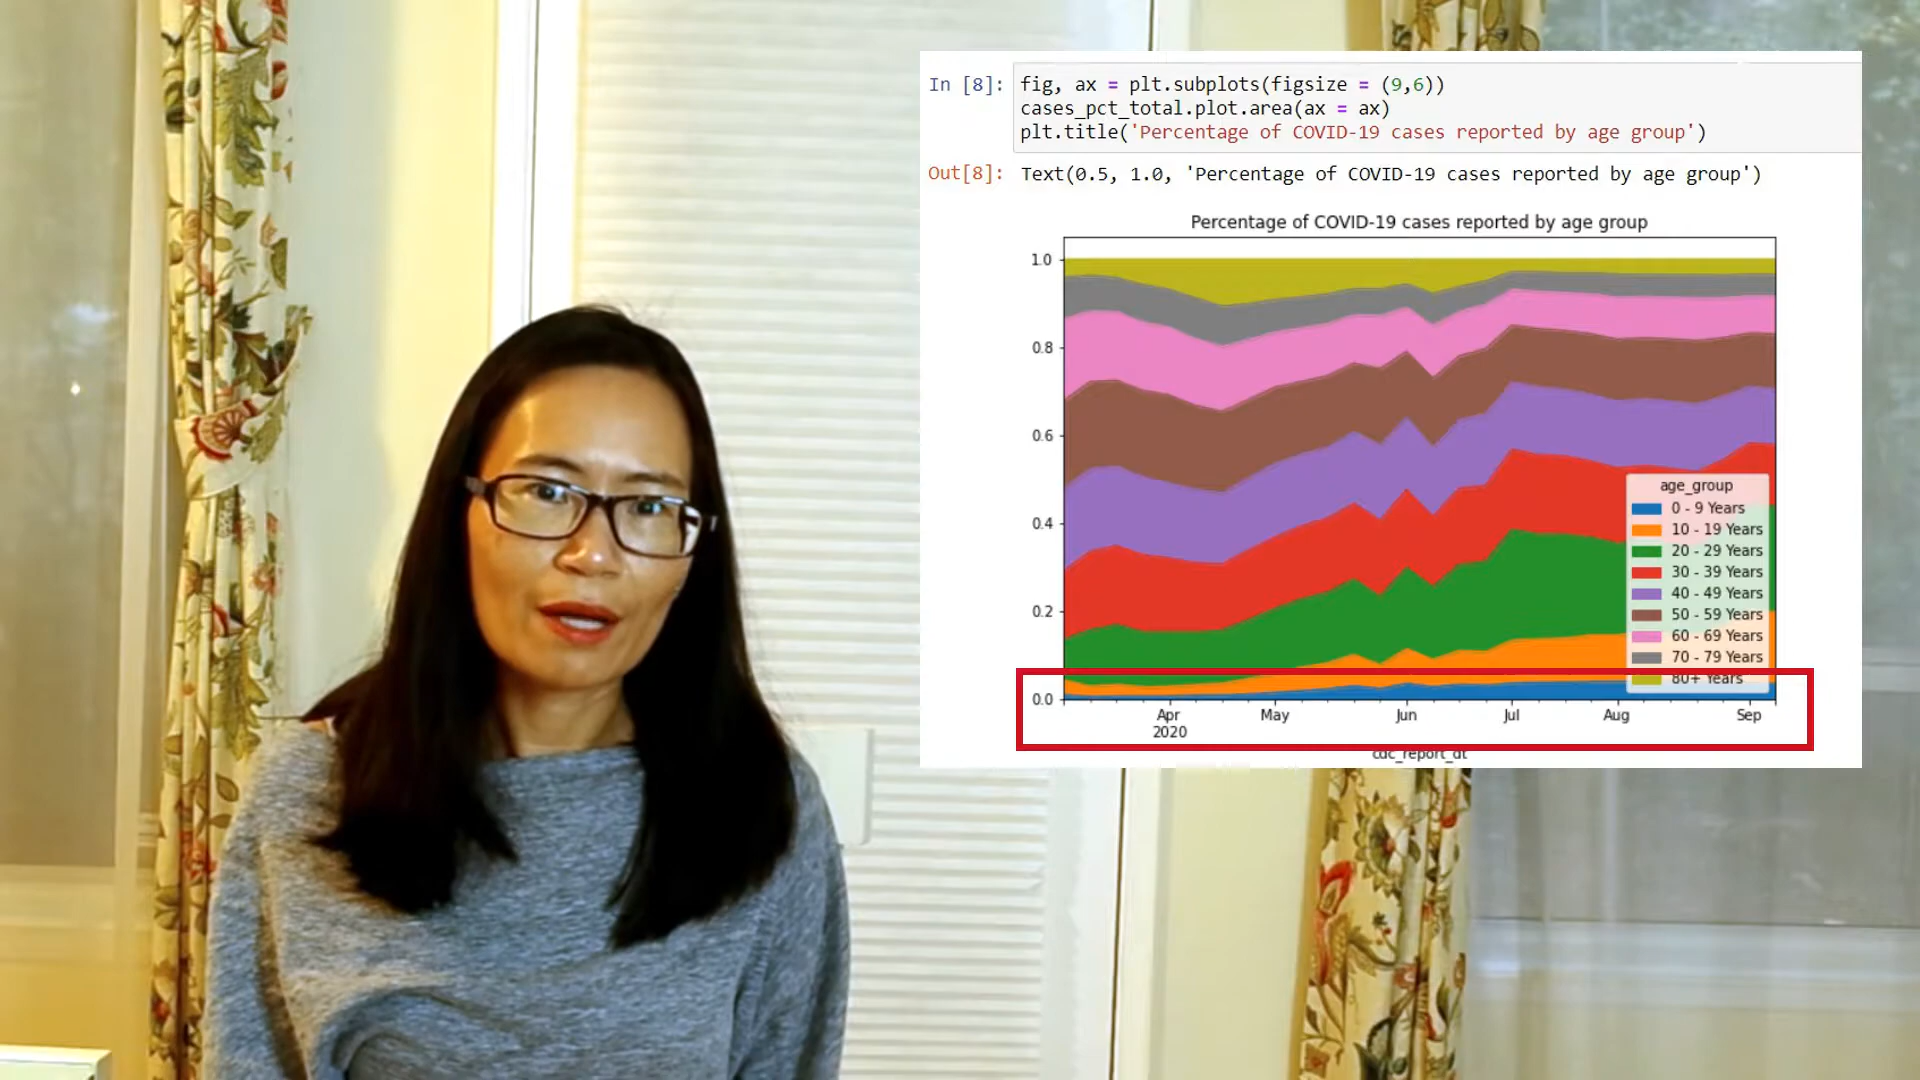 In [8]: fig, ax = plt.subplots(figsize = (9,6))
cases_pct_total.plot.area(ax = ax)
plt.title('Percentage of COVID-19 cases reported by age group')
Out[8]: Text(0.5, 1.0, 'Percentage of COVID-19 cases reported by age group')
Percentage of COVID-19 cases reported by age group
1.0
0.8
0.6
0.4
0.2
0.0
age_group
0 - 9 Years
10 - 19 Years
20 - 29 Years
30 - 39 Years
40 - 49 Years
50 - 59 Years
60 - 69 Years
70 - 79 Years
80+ Years
Apr May Jun Jul Aug Sep
2020
cdc_report_dt